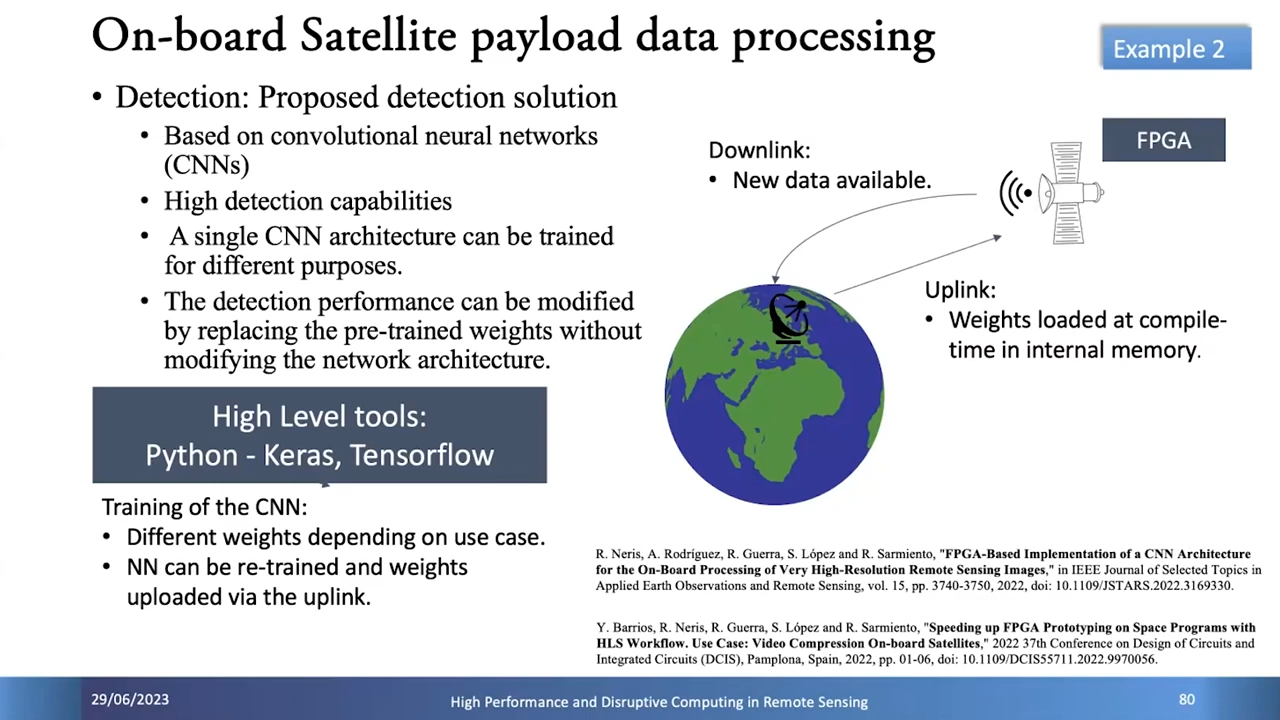 On-board Satellite payload data processing
Example 2
• Detection: Proposed detection solution
• Based on convolutional neural networks
(CNNs)
• High detection capabilities
• A single CNN architecture can be trained
for different purposes.
• The detection performance can be modified
by replacing the pre-trained weights without
modifying the network architecture.
High Level tools:
Python - Keras, Tensorflow
Training of the CNN:
• Different weights depending on use case.
• NN can be re-trained and weights
uploaded via the uplink.
FPGA
Downlink:
• New data available.
Uplink:
• Weights loaded at compile-
time in internal memory.
R. Neris, A. Rodríguez, R. Guerra, S. López and R. Sarmiento, "FPGA-Based Implementation of a CNN Architecture
for the On-Board Processing of Very High-Resolution Remote Sensing Images," in IEEE Journal of Selected Topics in
Applied Earth Observations and Remote Sensing, vol. 15, pp. 3740-3750, 2022, doi: 10.1109/JSTARS.2022.3169330.
Y. Barrios, R. Neris, R. Guerra, S. López and R. Sarmiento, "Speeding up FPGA Prototyping on Space Programs with
HLS Workflow. Use Case: Video Compression On-board Satellites," 2022 37th Conference on Design of Circuits and
Integrated Circuits (DCIS), Pamplona, Spain, 2022, pp. 01-06, doi: 10.1109/DCIS55711.2022.9970056.
29/06/2023
High Performance and Disruptive Computing in Remote Sensing
80